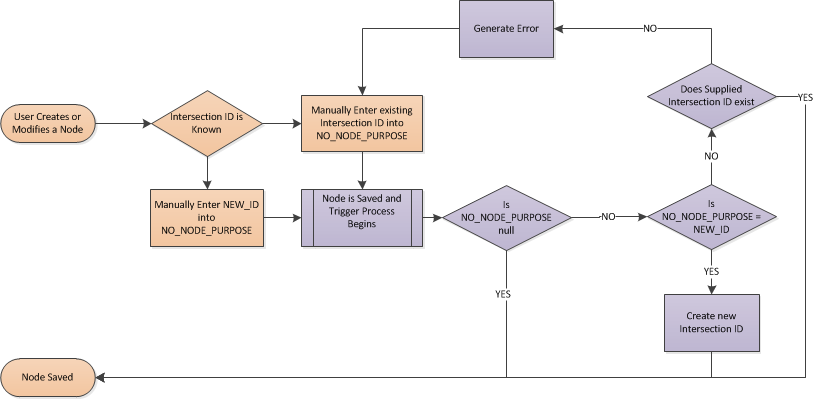 Generate Error
NO
Does Supplied
Intersection ID exist
YES
User Creates or
Modifies a Node
Intersection ID is
Known
Manually Enter existing
Intersection ID into
NO_NODE_PURPOSE
NO
Manually Enter NEW_ID
into
NO_NODE_PURPOSE
Node is Saved and
Trigger Process
Begins
Is
NO_NODE_PURPOSE
null
NO
Is
NO_NODE_PURPOSE =
NEW_ID
YES
YES
Create new
Intersection ID
Node Saved